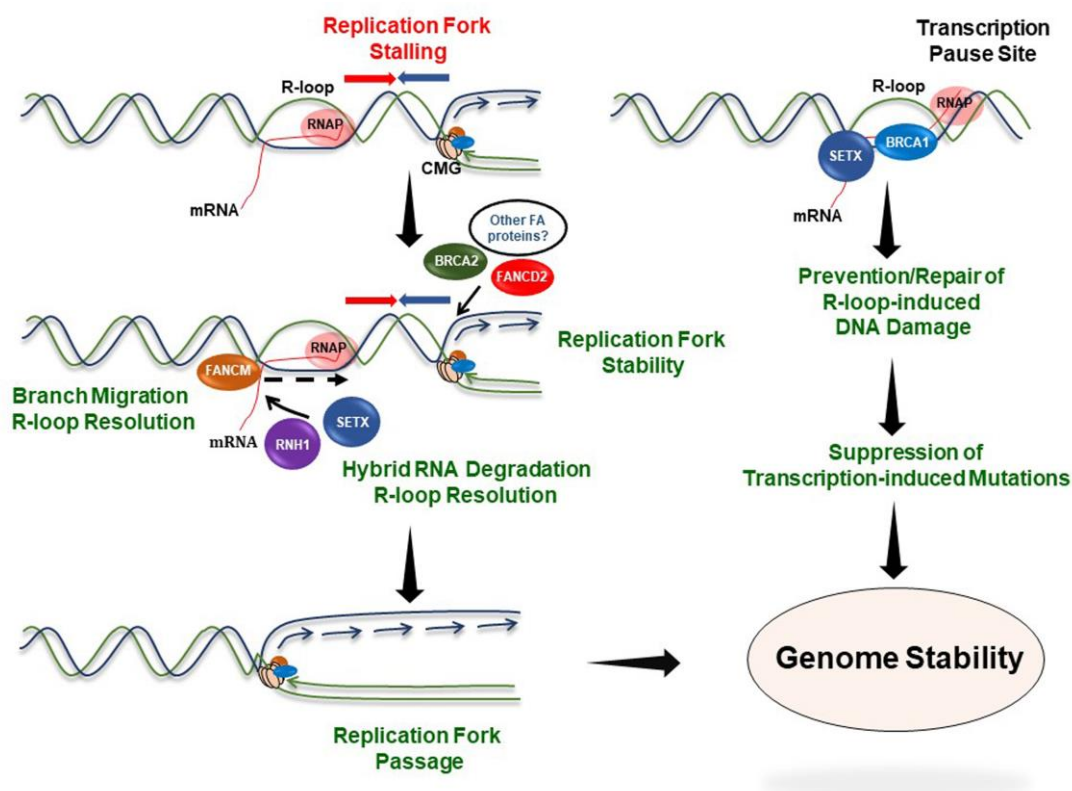 Replication Fork
Stalling
R-loop
RNAP
CMG
mRNA
Transcription
Pause Site
R-loop
RNAP
BRCA1
SETX
mRNA
Other FA
proteins?
BRCA2
FANCD2
Replication Fork
Stability
RNAP
FANCM
Branch Migration
R-loop Resolution
mRNA
RNH1
SETX
Hybrid RNA Degradation
R-loop Resolution
Prevention/Repair of
R-loop-induced
DNA Damage
Suppression of
Transcription-induced Mutations
Replication Fork
Passage
Genome Stability